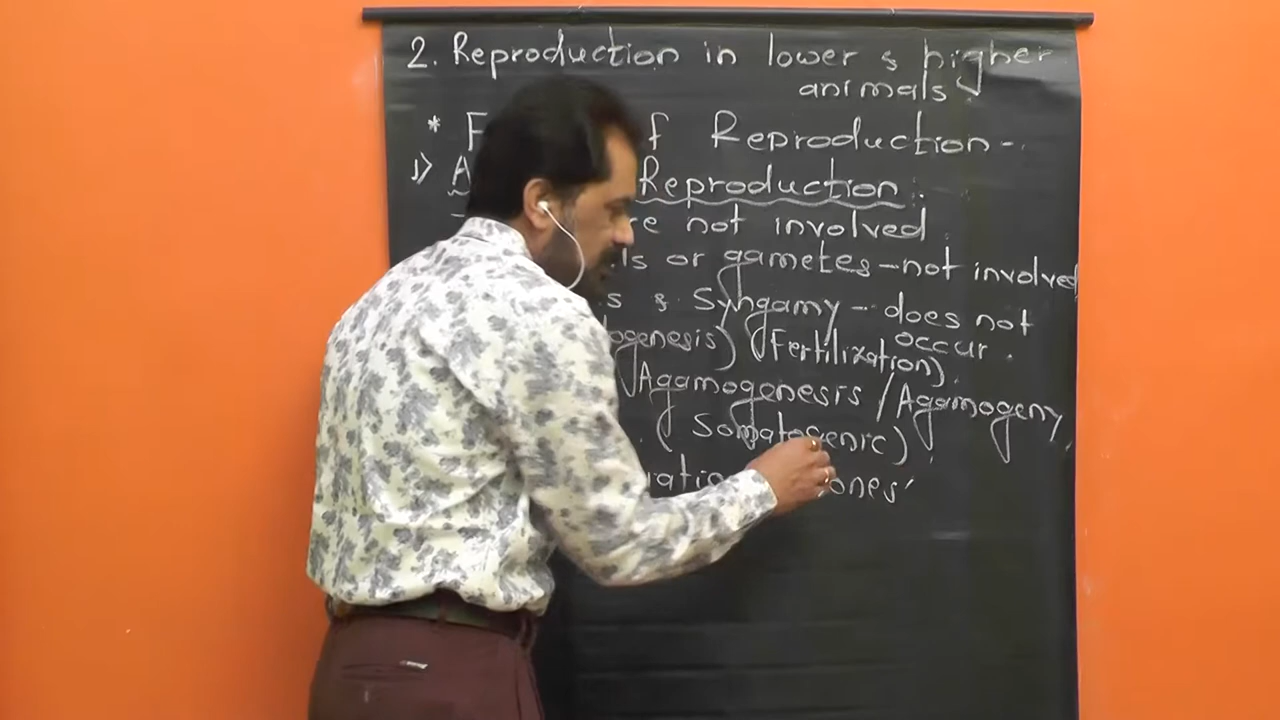 2. Reproduction in lower & higher
animals.
* F f Reproduction-
1) A Reproduction
re not involved.
ls or gametes - not involved
s & Syngamy - does not
occur.
ogenesis) (Fertilization).
Agamogenesis / Agamogeny,
(Somatogenic).
uation ones'